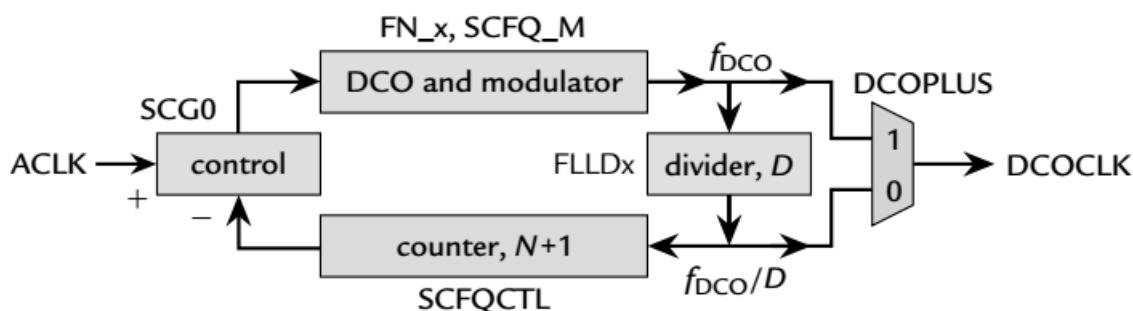 FN_x, SCFQ_M
DCO and modulator
fDCO
DCOPLUS
SCG0
ACLK
control
+
−
FLLDx
divider, D
1
0
DCOCLK
counter, N+1
fDCO/D
SCFQCTL